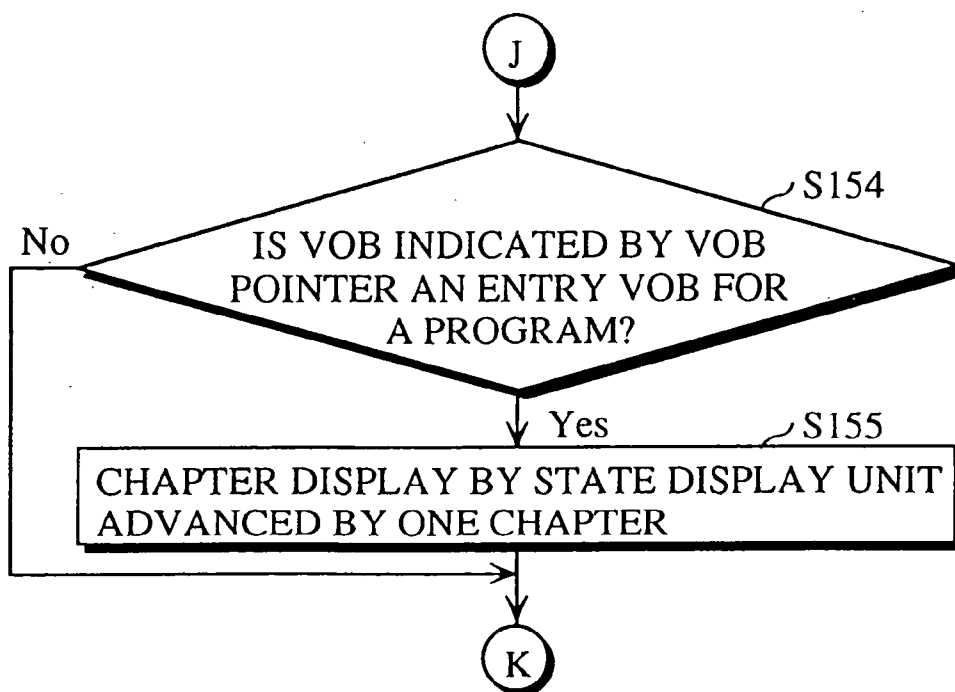 J
S154
No
IS VOB INDICATED BY VOB
POINTER AN ENTRY VOB FOR
A PROGRAM?
Yes
S155
CHAPTER DISPLAY BY STATE DISPLAY UNIT
ADVANCED BY ONE CHAPTER
K